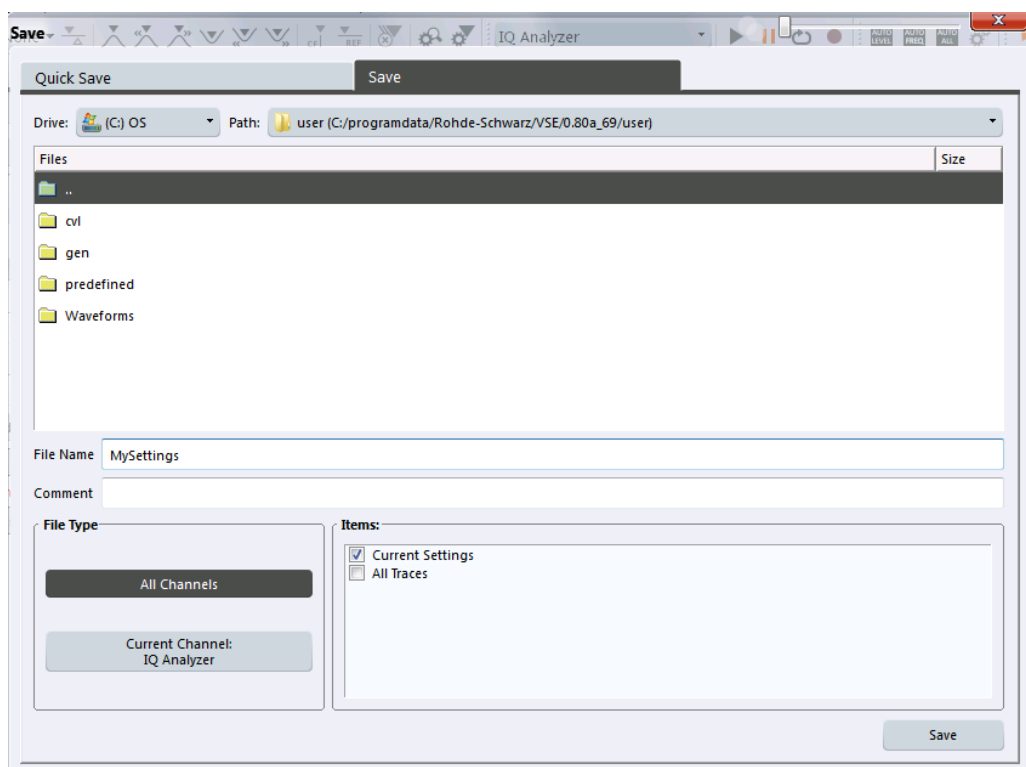 Save
CF REF IQ Analyzer AUTO LEVEL AUTO FREQ AUTO ALL
Quick Save Save
Drive: (C:) OS Path: user (C:/programdata/Rohde-Schwarz/VSE/0.80a_69/user)
Files Size
..
cvl
gen
predefined
Waveforms
File Name MySettings
Comment
File Type Items:
Current Settings
All Traces
All Channels
Current Channel:
IQ Analyzer
Save